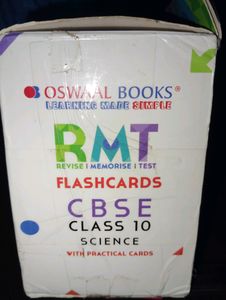 OSWAAL BOOKS®
LEARNING MADE SIMPLE
RMT
REVISE | MEMORISE | TEST
FLASHCARDS
CBSE
CLASS 10
SCIENCE
WITH PRACTICAL CARDS